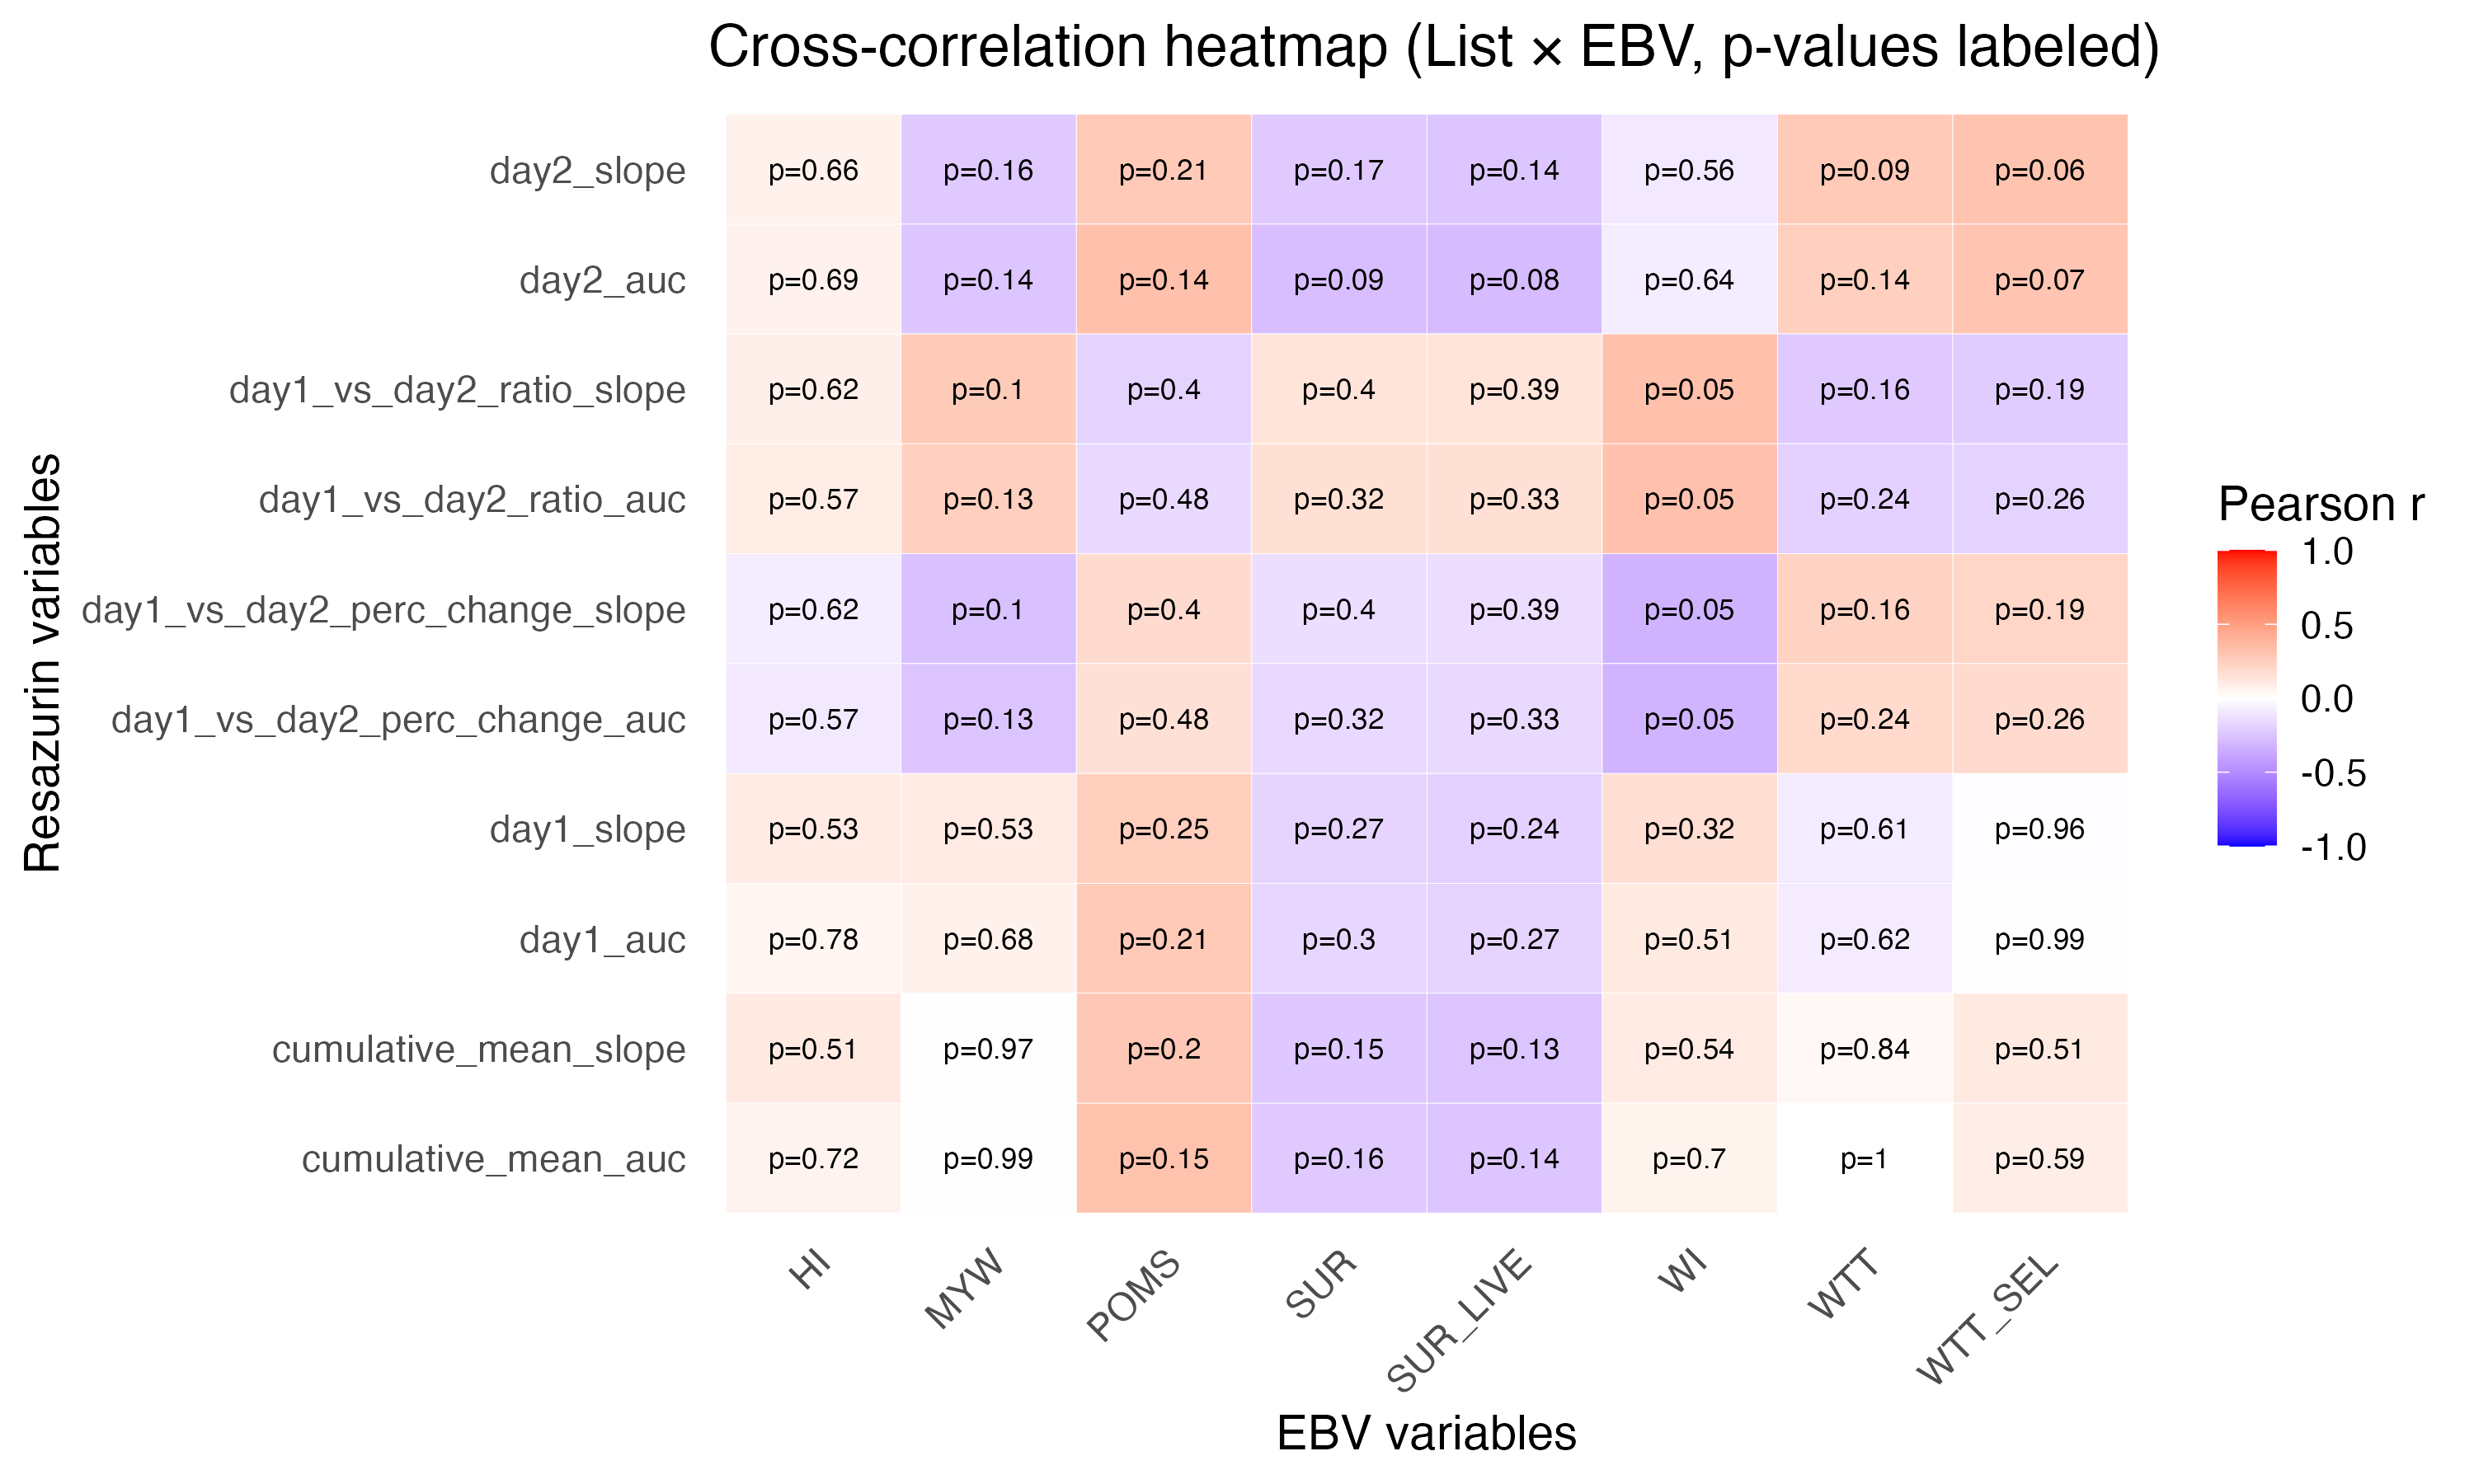 Cross-correlation heatmap (List × EBV, p-values labeled)
Resazurin variables
day2_slope p=0.66 p=0.16 p=0.21 p=0.17 p=0.14 p=0.56 p=0.09 p=0.06
day2_auc p=0.69 p=0.14 p=0.14 p=0.09 p=0.08 p=0.64 p=0.14 p=0.07
day1_vs_day2_ratio_slope p=0.62 p=0.1 p=0.4 p=0.4 p=0.39 p=0.05 p=0.16 p=0.19
day1_vs_day2_ratio_auc p=0.57 p=0.13 p=0.48 p=0.32 p=0.33 p=0.05 p=0.24 p=0.26
day1_vs_day2_perc_change_slope p=0.62 p=0.1 p=0.4 p=0.4 p=0.39 p=0.05 p=0.16 p=0.19
day1_vs_day2_perc_change_auc p=0.57 p=0.13 p=0.48 p=0.32 p=0.33 p=0.05 p=0.24 p=0.26
day1_slope p=0.53 p=0.53 p=0.25 p=0.27 p=0.24 p=0.32 p=0.61 p=0.96
day1_auc p=0.78 p=0.68 p=0.21 p=0.3 p=0.27 p=0.51 p=0.62 p=0.99
cumulative_mean_slope p=0.51 p=0.97 p=0.2 p=0.15 p=0.13 p=0.54 p=0.84 p=0.51
cumulative_mean_auc p=0.72 p=0.99 p=0.15 p=0.16 p=0.14 p=0.7 p=1 p=0.59
HI MYW POMS SUR SUR_LIVE WI WTT WTT_SEL
EBV variables
Pearson r
1.0
0.5
0.0
-0.5
-1.0